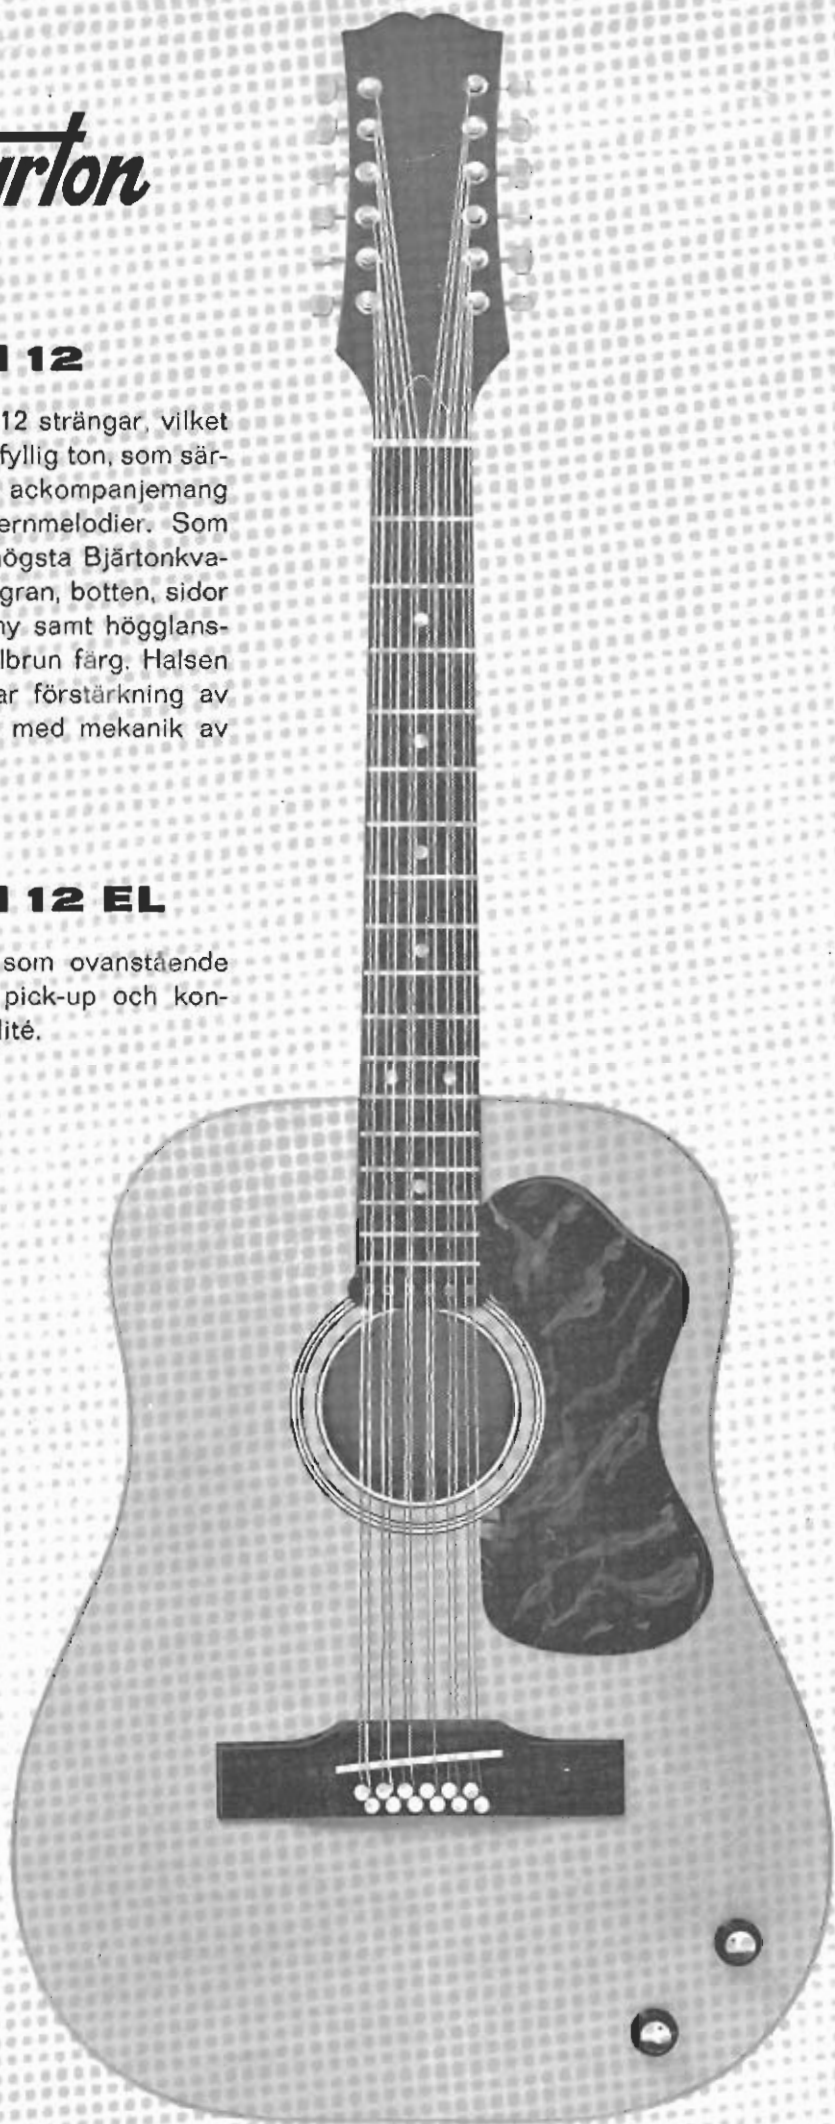 rton
12
12 strängar, vilket
fyllig ton, som sär-
ackompanjemang
ernmelodier. Som
ögsta Bjärtonkva-
gran, botten, sidor
ny samt högglans-
lbrun färg. Halsen
ar förstärkning av
med mekanik av
12 EL
som ovanstående
pick-up och kon-
lité.